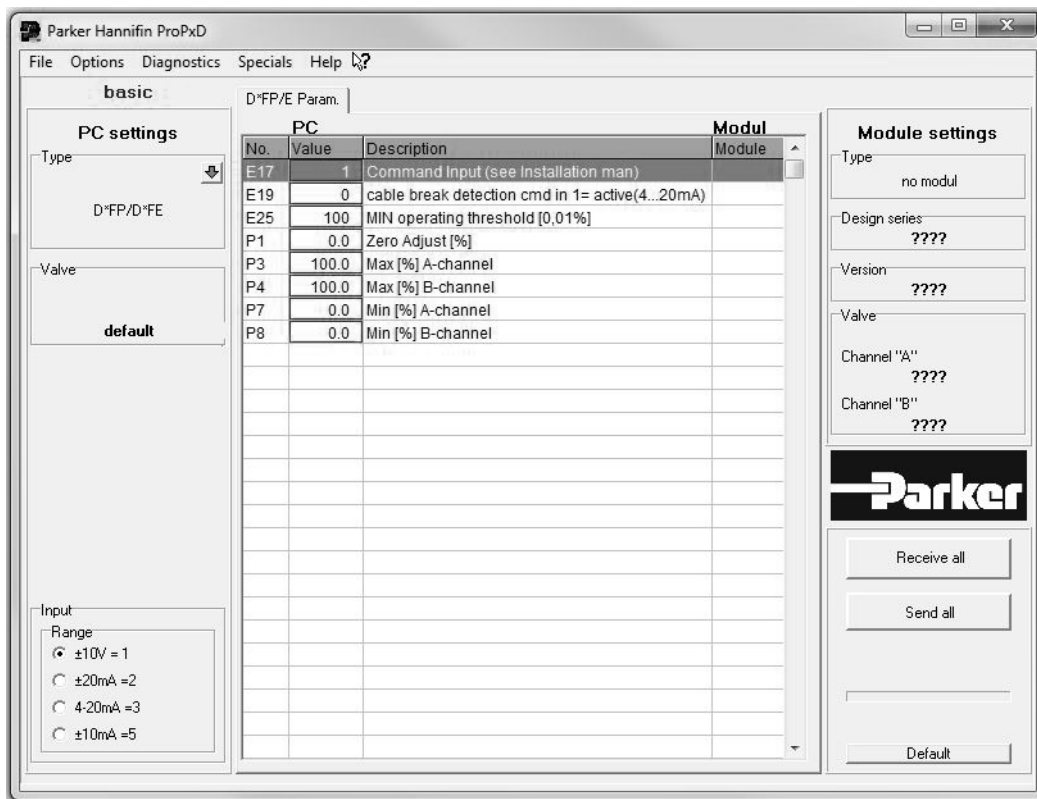 Parker Hannifin ProPxD
File Options Diagnostics Specials Help
basic
PC settings
Type
D*FP/D*FE
Valve
default
Input
Range
±10V = 1
±20mA =2
4-20mA =3
±10mA =5
D*FP/E Param.
PC Modul
No. Value Description Module
E17 1 Command Input (see Installation man)
E19 0 cable break detection cmd in 1= active(4...20mA)
E25 100 MIN operating threshold [0,01%]
P1 0.0 Zero Adjust [%]
P3 100.0 Max [%] A-channel
P4 100.0 Max [%] B-channel
P7 0.0 Min [%] A-channel
P8 0.0 Min [%] B-channel
Module settings
Type
no modul
Design series
????
Version
????
Valve
Channel "A"
????
Channel "B"
????
Parker
Receive all
Send all
Default